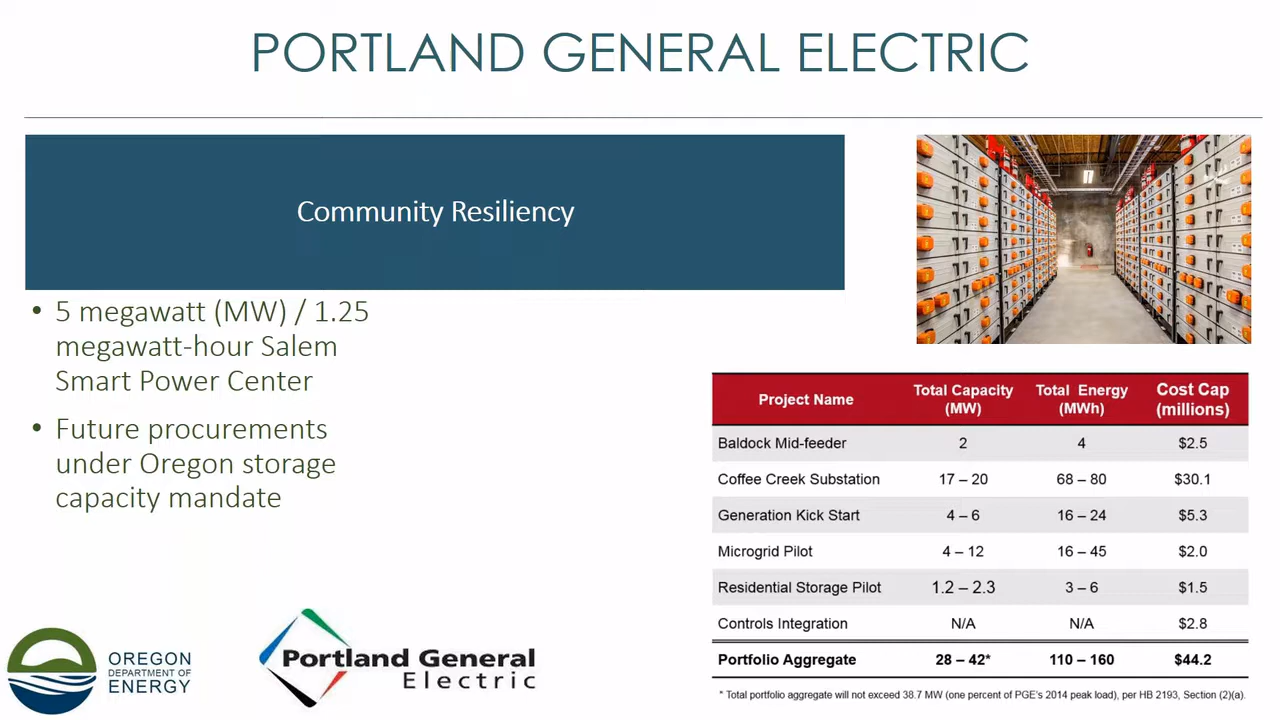 PORTLAND GENERAL ELECTRIC
Community Resiliency
• 5 megawatt (MW) / 1.25
megawatt-hour Salem
Smart Power Center
• Future procurements
under Oregon storage
capacity mandate
Project Name Total Capacity (MW) Total Energy (MWh) Cost Cap (millions)
Baldock Mid-feeder 2 4 $2.5
Coffee Creek Substation 17 – 20 68 – 80 $30.1
Generation Kick Start 4 – 6 16 – 24 $5.3
Microgrid Pilot 4 – 12 16 – 45 $2.0
Residential Storage Pilot 1.2 – 2.3 3 – 6 $1.5
Controls Integration N/A N/A $2.8
Portfolio Aggregate 28 – 42* 110 – 160 $44.2
* Total portfolio aggregate will not exceed 38.7 MW (one percent of PGE's 2014 peak load), per HB 2193, Section (2)(a).
OREGON
DEPARTMENT OF
ENERGY
Portland General
Electric